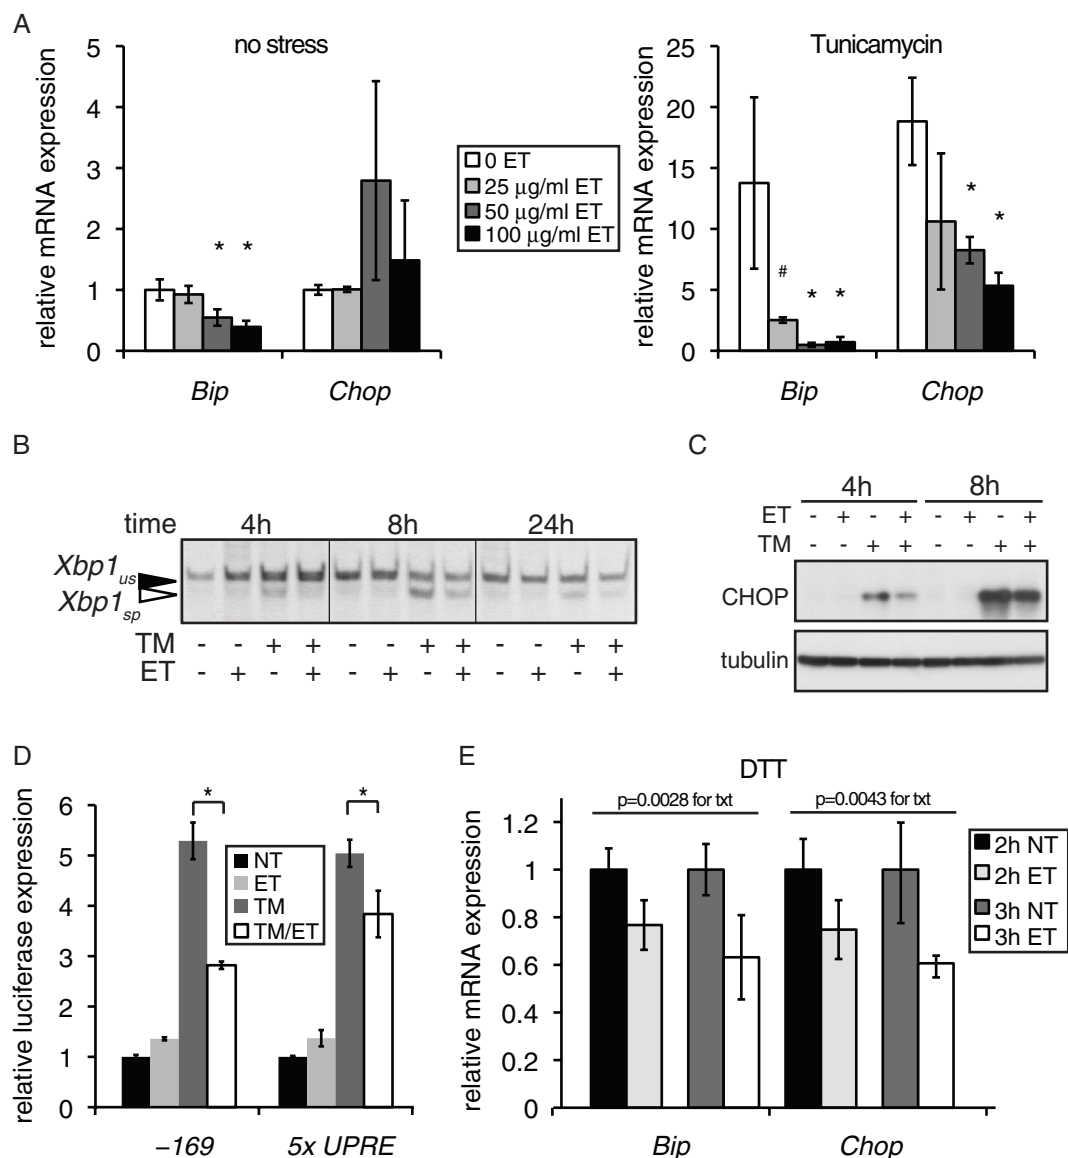 A
no stress
relative mRNA expression
5
4
3
2
1
0
* *
Bip Chop
0 ET
25 µg/ml ET
50 µg/ml ET
100 µg/ml ET
Tunicamycin
relative mRNA expression
25
20
15
10
5
0
# * * * *
Bip Chop
B
time 4h 8h 24h
Xbp1us
Xbp1sp
TM - - + + - - + + - - + +
ET - + - + - + - + - + - +
C
4h 8h
ET - + - + - + - +
TM - - + + - - + +
CHOP
tubulin
D
relative luciferase expression
6
5
4
3
2
1
0
* *
NT
ET
TM
TM/ET
–169 5x UPRE
E
DTT
p=0.0028 for txt p=0.0043 for txt
relative mRNA expression
1.2
1
0.8
0.6
0.4
0.2
0
2h NT
2h ET
3h NT
3h ET
Bip Chop